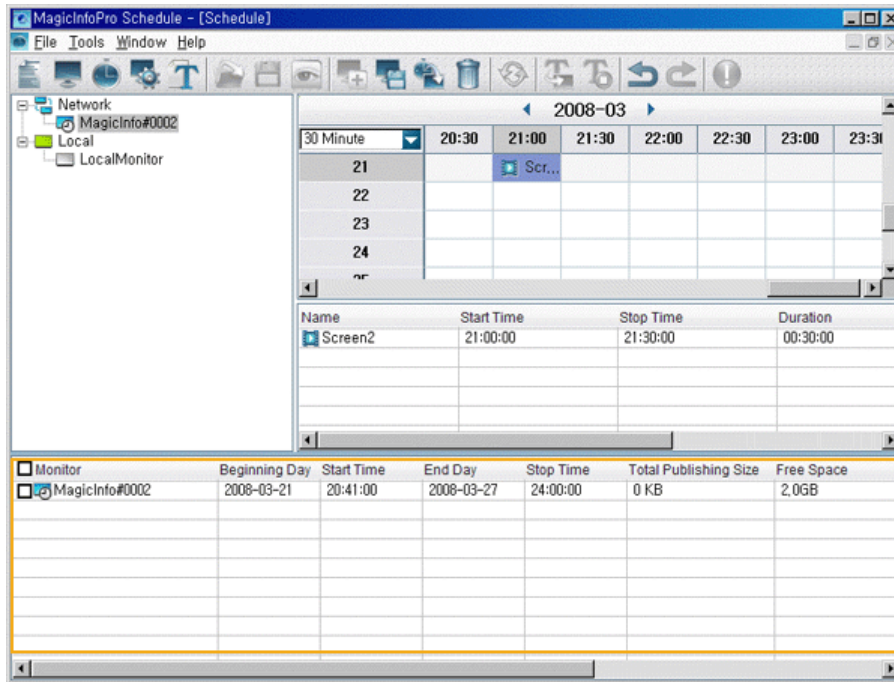 MagicInfoPro Schedule - [Schedule]
File Tools Window Help
Network
MagicInfo#0002
Local
LocalMonitor
2008-03
30 Minute 20:30 21:00 21:30 22:00 22:30 23:00 23:30
21 Scr...
22
23
24
Name Start Time Stop Time Duration
Screen2 21:00:00 21:30:00 00:30:00
Monitor Beginning Day Start Time End Day Stop Time Total Publishing Size Free Space
MagicInfo#0002 2008-03-21 20:41:00 2008-03-27 24:00:00 0 KB 2,0GB